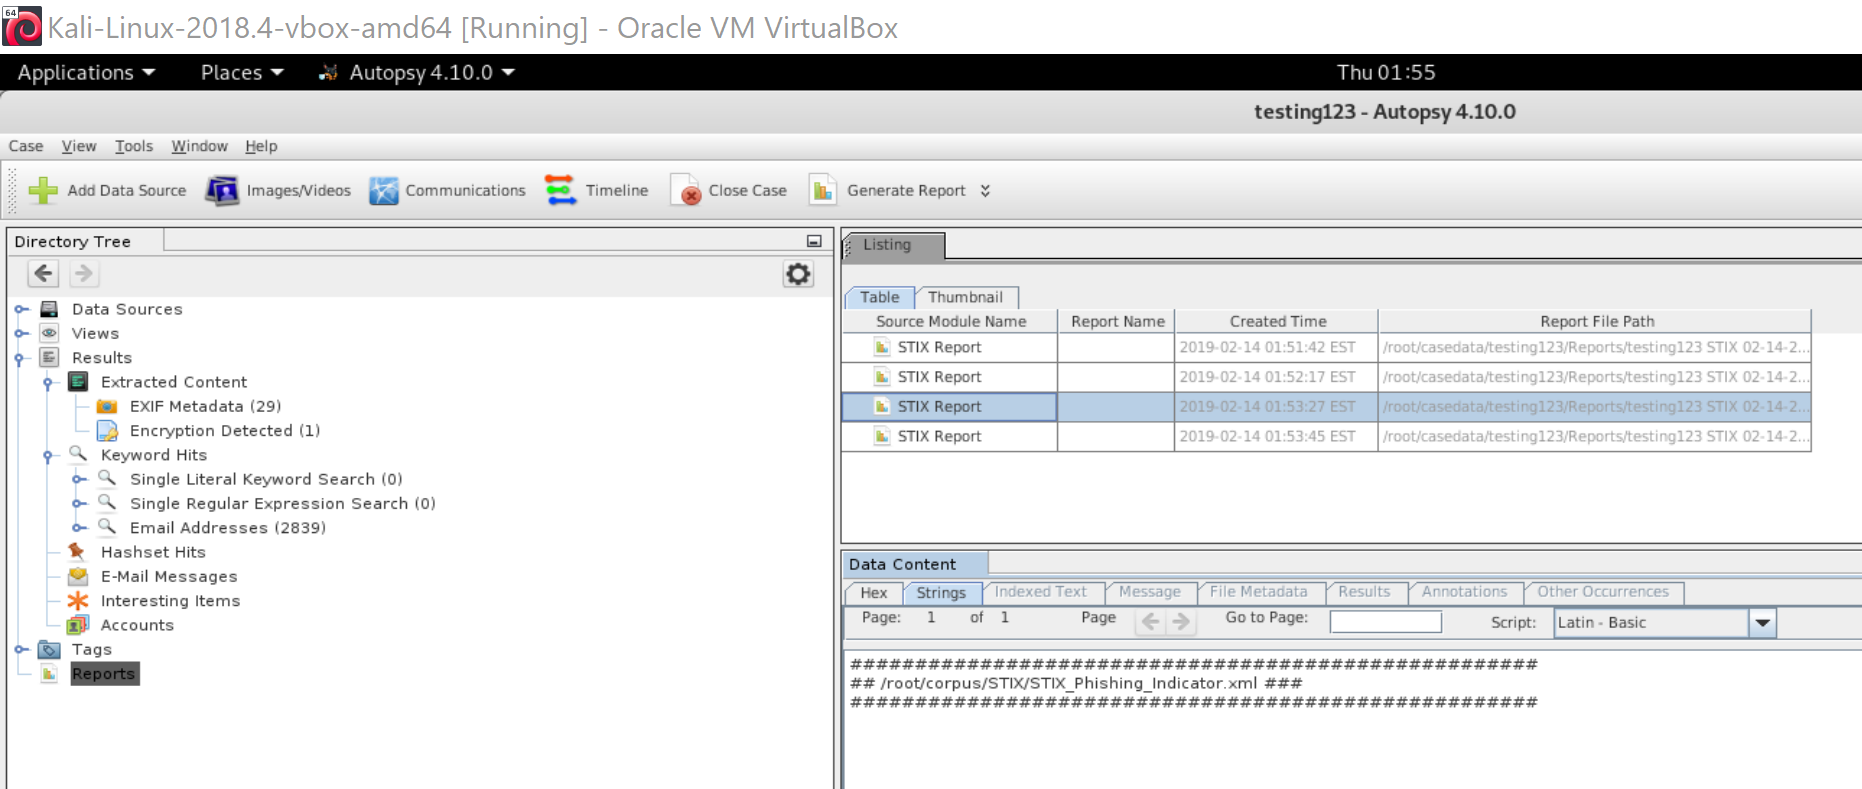 64
Kali-Linux-2018.4-vbox-amd64 [Running] - Oracle VM VirtualBox
Applications Places Autopsy 4.10.0 Thu 01:55
testing123 - Autopsy 4.10.0
Case View Tools Window Help
Add Data Source Images/Videos Communications Timeline Close Case Generate Report
Directory Tree
Data Sources
Views
Results
Extracted Content
EXIF Metadata (29)
Encryption Detected (1)
Keyword Hits
Single Literal Keyword Search (0)
Single Regular Expression Search (0)
Email Addresses (2839)
Hashset Hits
E-Mail Messages
Interesting Items
Accounts
Tags
Reports
Listing
Table Thumbnail
Source Module Name Report Name Created Time Report File Path
STIX Report 2019-02-14 01:51:42 EST /root/casedata/testing123/Reports/testing123 STIX 02-14-2...
STIX Report 2019-02-14 01:52:17 EST /root/casedata/testing123/Reports/testing123 STIX 02-14-2...
STIX Report 2019-02-14 01:53:27 EST /root/casedata/testing123/Reports/testing123 STIX 02-14-2...
STIX Report 2019-02-14 01:53:45 EST /root/casedata/testing123/Reports/testing123 STIX 02-14-2...
Data Content
Hex Strings Indexed Text Message File Metadata Results Annotations Other Occurrences
Page: 1 of 1 Page Go to Page: Script: Latin - Basic
#####################################################
## /root/corpus/STIX/STIX_Phishing_Indicator.xml ###
#####################################################